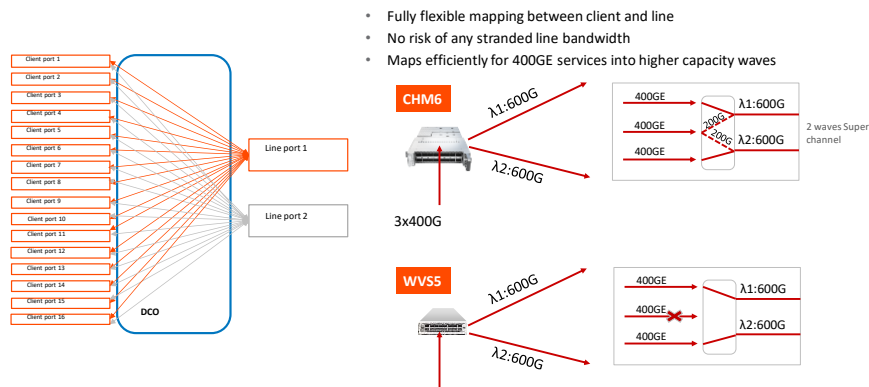 • Fully flexible mapping between client and line
• No risk of any stranded line bandwidth
• Maps efficiently for 400GE services into higher capacity waves
Client port 1
Client port 2
Client port 3
Client port 4
Client port 5
Client port 6
Client port 7
Client port 8
Client port 9
Client port 10
Client port 11
Client port 12
Client port 13
Client port 14
Client port 15
Client port 16
DCO
Line port 1
Line port 2
CHM6
λ1:600G
λ2:600G
3x400G
400GE
400GE
400GE
200G
200G
λ1:600G
λ2:600G
2 waves Super
channel
WVS5
λ1:600G
λ2:600G
400GE
400GE
400GE
λ1:600G
λ2:600G